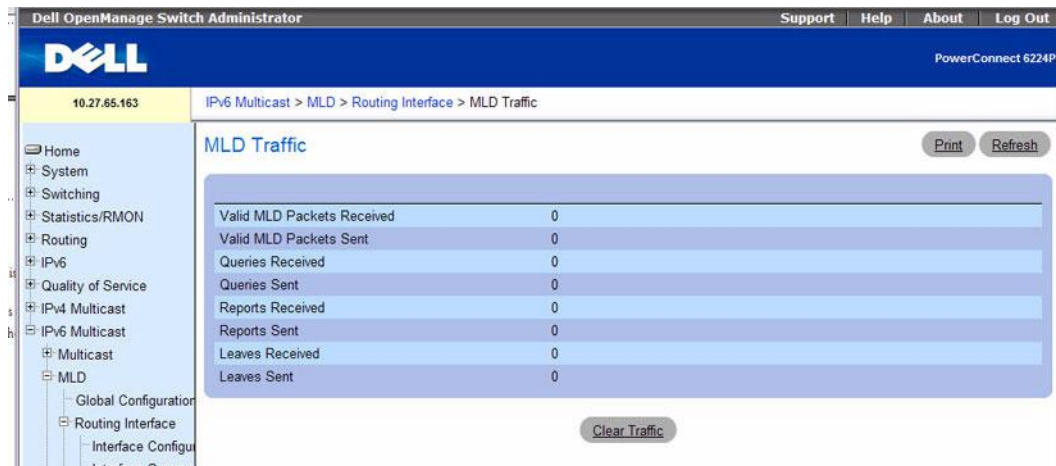 Dell OpenManage Switch Administrator
Support Help About Log Out
DELL
PowerConnect 6224P
10.27.65.163
IPv6 Multicast > MLD > Routing Interface > MLD Traffic
Home
System
Switching
Statistics/RMON
Routing
IPv6
Quality of Service
IPv4 Multicast
IPv6 Multicast
Multicast
MLD
Global Configuration
Routing Interface
Interface Configu
MLD Traffic
Print Refresh
Valid MLD Packets Received 0
Valid MLD Packets Sent 0
Queries Received 0
Queries Sent 0
Reports Received 0
Reports Sent 0
Leaves Received 0
Leaves Sent 0
Clear Traffic